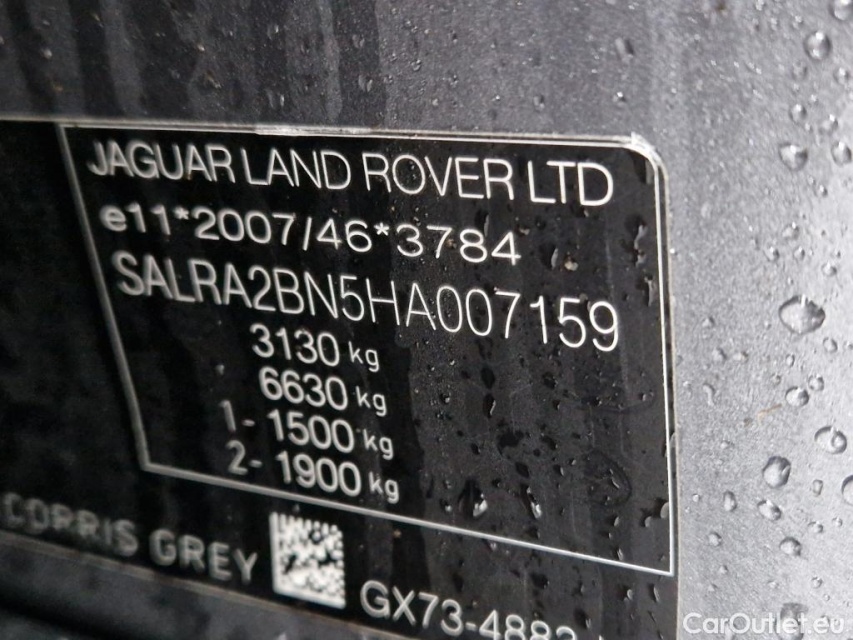 JAGUAR LAND ROVER LTD
e11*2007/46*3784
SALRA2BN5HA007159
3130 kg
6630 kg
1- 1500 kg
2- 1900 kg
CORRIS GREY
CarOutlet.eu